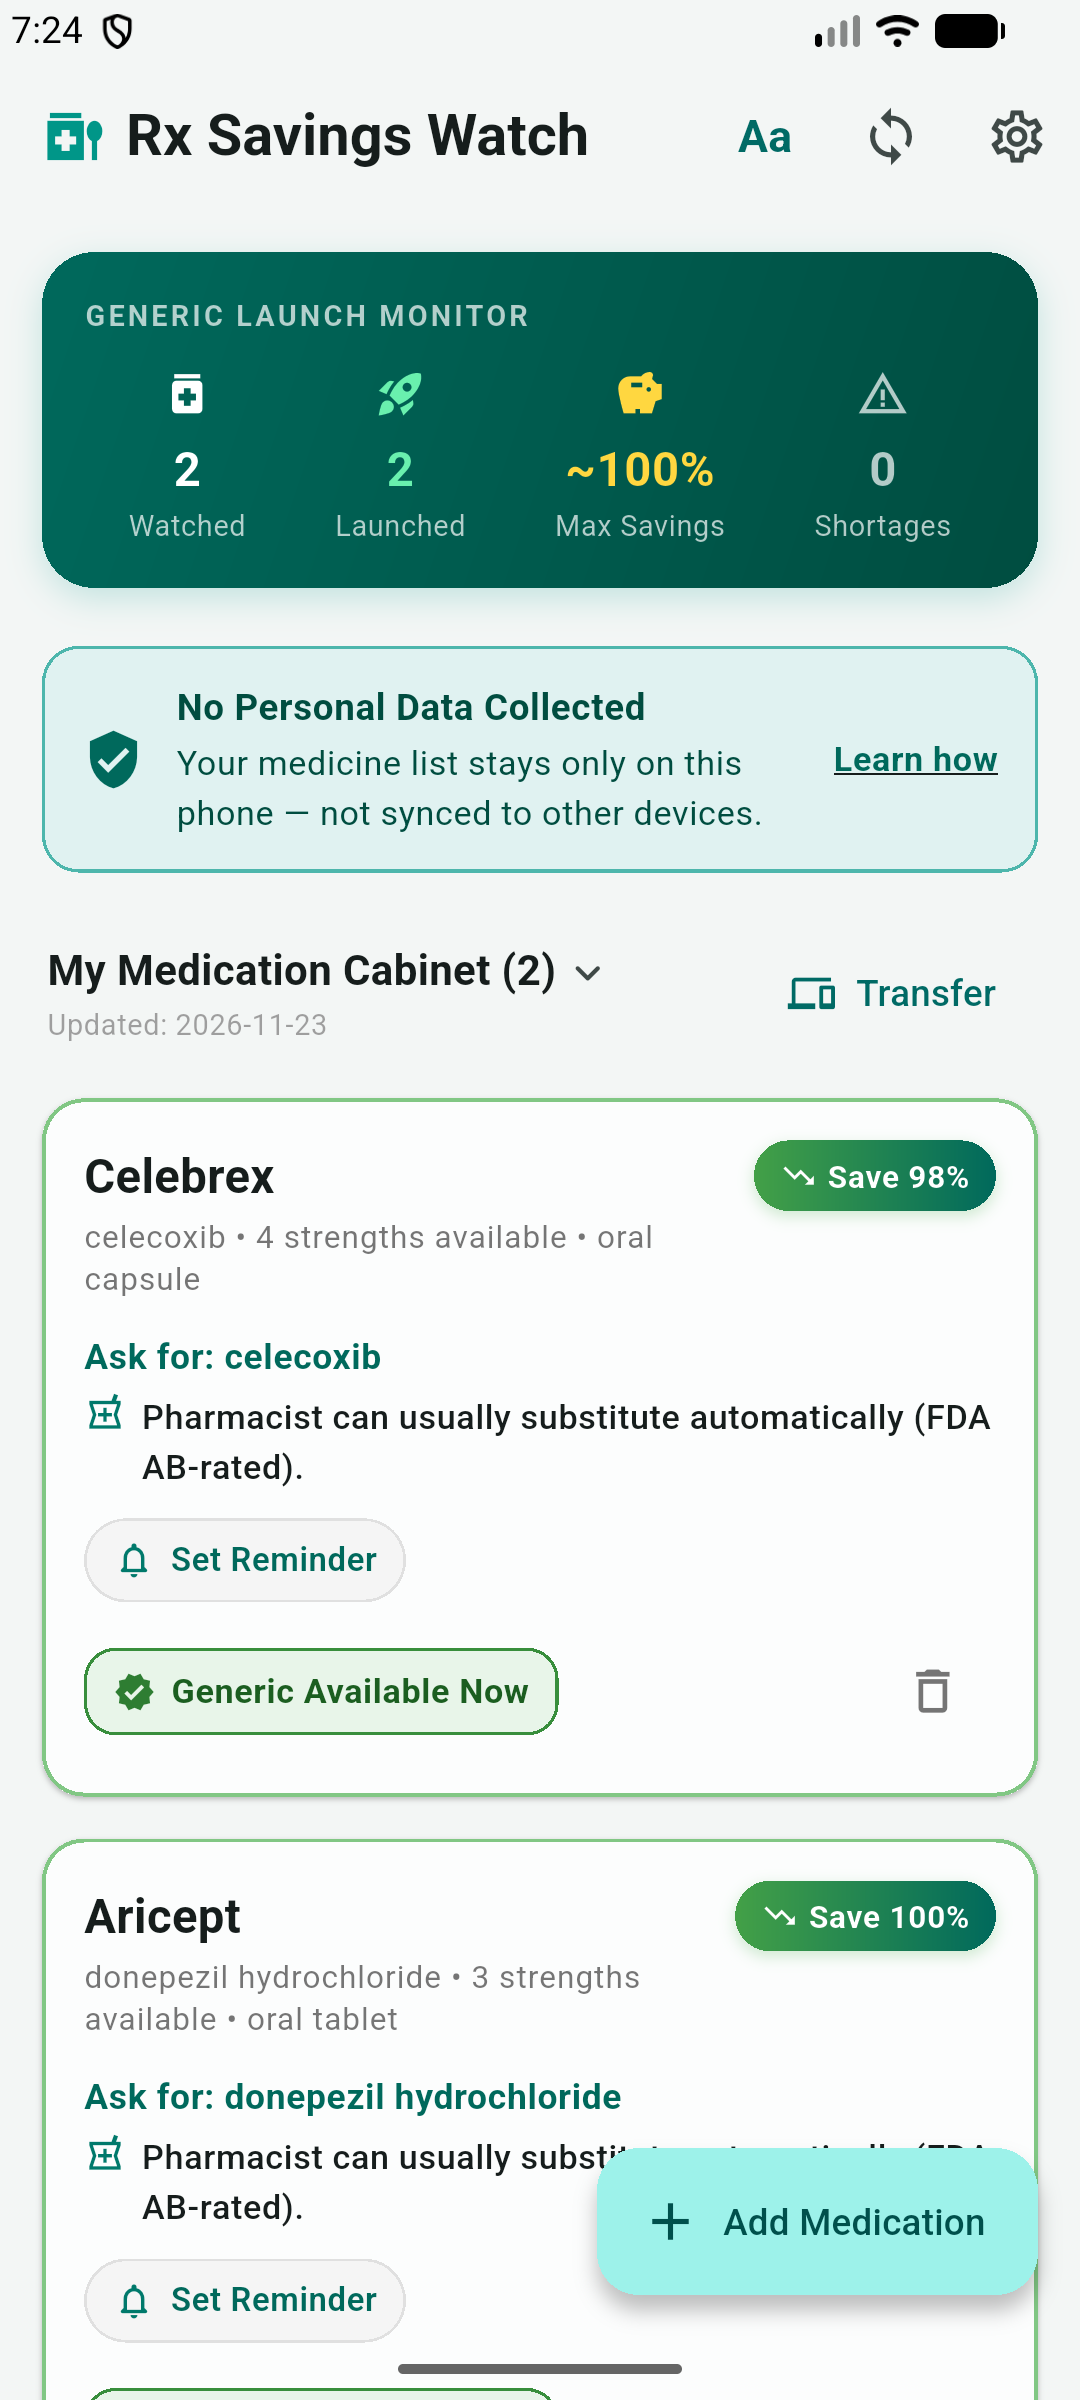 7:24
Rx Savings Watch
Aa
GENERIC LAUNCH MONITOR
2
2
~100%
0
Watched
Launched
Max Savings
Shortages
No Personal Data Collected
Your medicine list stays only on this
phone — not synced to other devices.
Learn how
My Medication Cabinet (2)
Updated: 2026-11-23
Transfer
Celebrex
Save 98%
celecoxib • 4 strengths available • oral
capsule
Ask for: celecoxib
Pharmacist can usually substitute automatically (FDA
AB-rated).
Set Reminder
Generic Available Now
Aricept
Save 100%
donepezil hydrochloride • 3 strengths
available • oral tablet
Ask for: donepezil hydrochloride
Pharmacist can usually
AB-rated).
Add Medication
Set Reminder